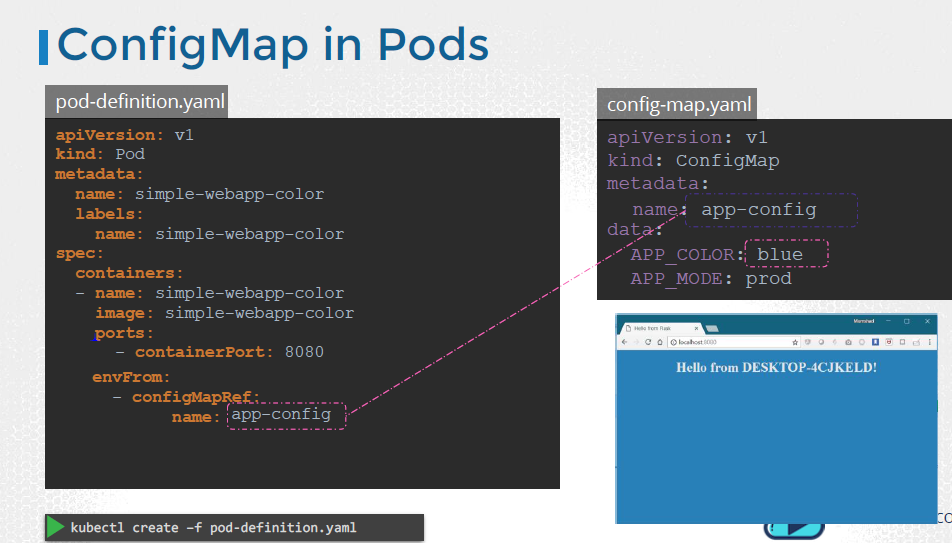 ConfigMap in Pods
pod-definition.yaml
apiVersion: v1
kind: Pod
metadata:
  name: simple-webapp-color
  labels:
    name: simple-webapp-color
spec:
  containers:
  - name: simple-webapp-color
    image: simple-webapp-color
    ports:
      - containerPort: 8080
    envFrom:
      - configMapRef:
            name: app-config
kubectl create -f pod-definition.yaml
config-map.yaml
apiVersion: v1
kind: ConfigMap
metadata:
  name: app-config
data:
  APP_COLOR: blue
  APP_MODE: prod
Hello from Flask
localhost:8080
Hello from DESKTOP-4CJKELD!
co